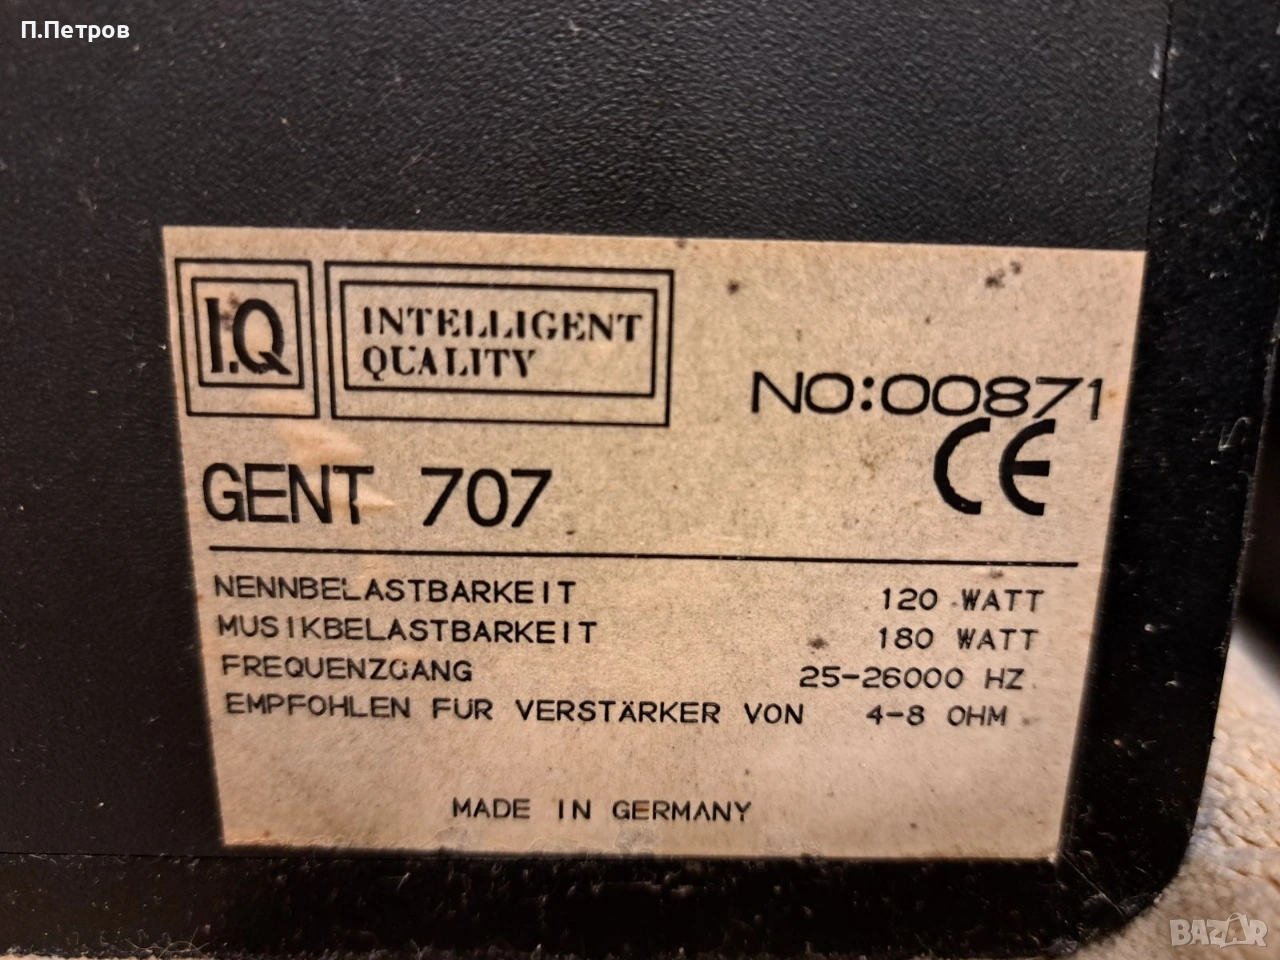 П.Петров
I.Q
INTELLIGENT
QUALITY
NO:00871
CE
GENT 707
NENNBELASTBARKEIT 120 WATT
MUSIKBELASTBARKEIT 180 WATT
FREQUENZGANG 25-26000 HZ
EMPFOHLEN FUR VERSTÄRKER VON 4-8 OHM
MADE IN GERMANY
BAZAR